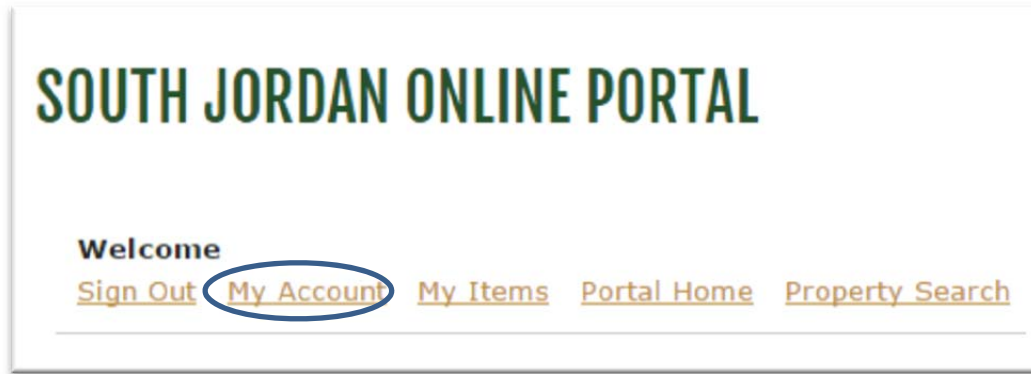 SOUTH JORDAN ONLINE PORTAL
Welcome
Sign Out My Account My Items Portal Home Property Search